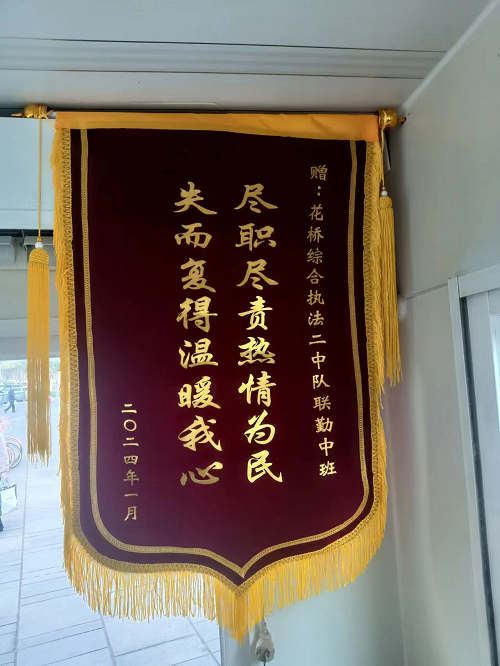 赠：花桥综合执法二中队联勤中班
尽职尽责热情为民
失而复得温暖我心
二〇二四年一月